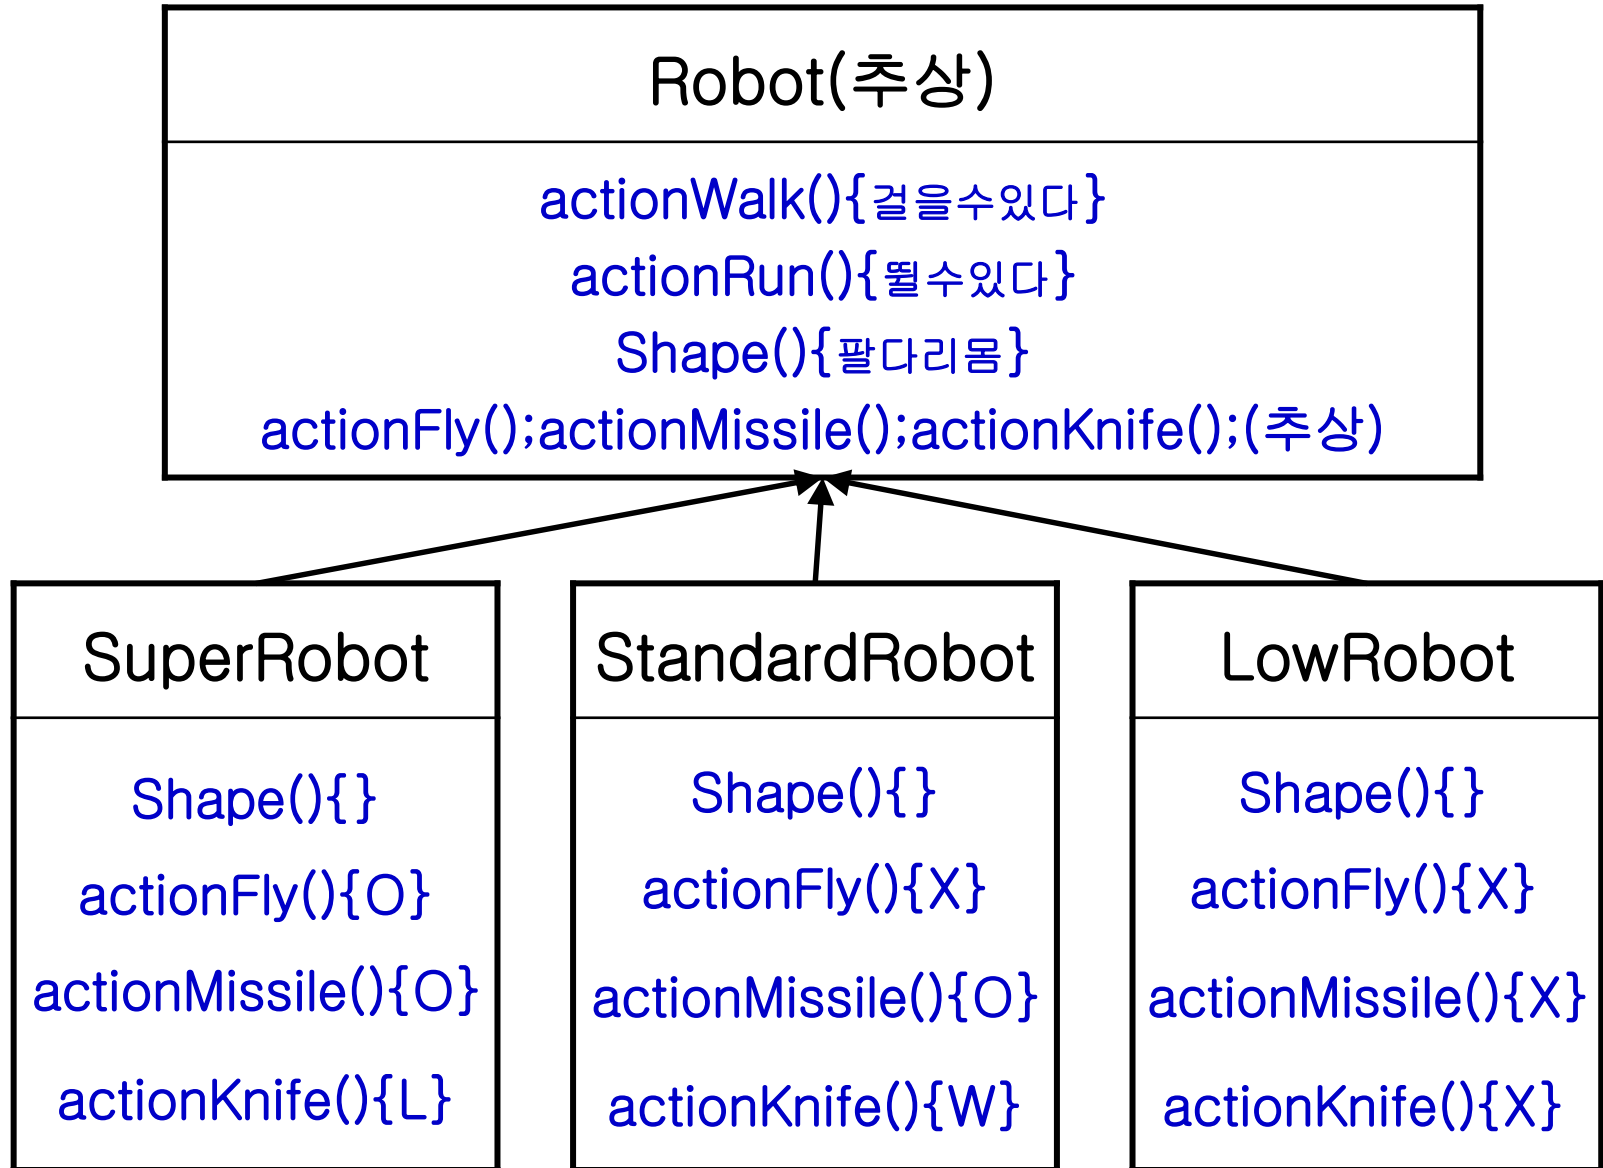 Robot(추상)
actionWalk(){걸을수있다}
actionRun(){뛸수있다}
Shape(){팔다리몸}
actionFly();actionMissile();actionKnife();(추상)
SuperRobot
Shape(){}
actionFly(){O}
actionMissile(){O}
actionKnife(){L}
StandardRobot
Shape(){}
actionFly(){X}
actionMissile(){O}
actionKnife(){W}
LowRobot
Shape(){}
actionFly(){X}
actionMissile(){X}
actionKnife(){X}